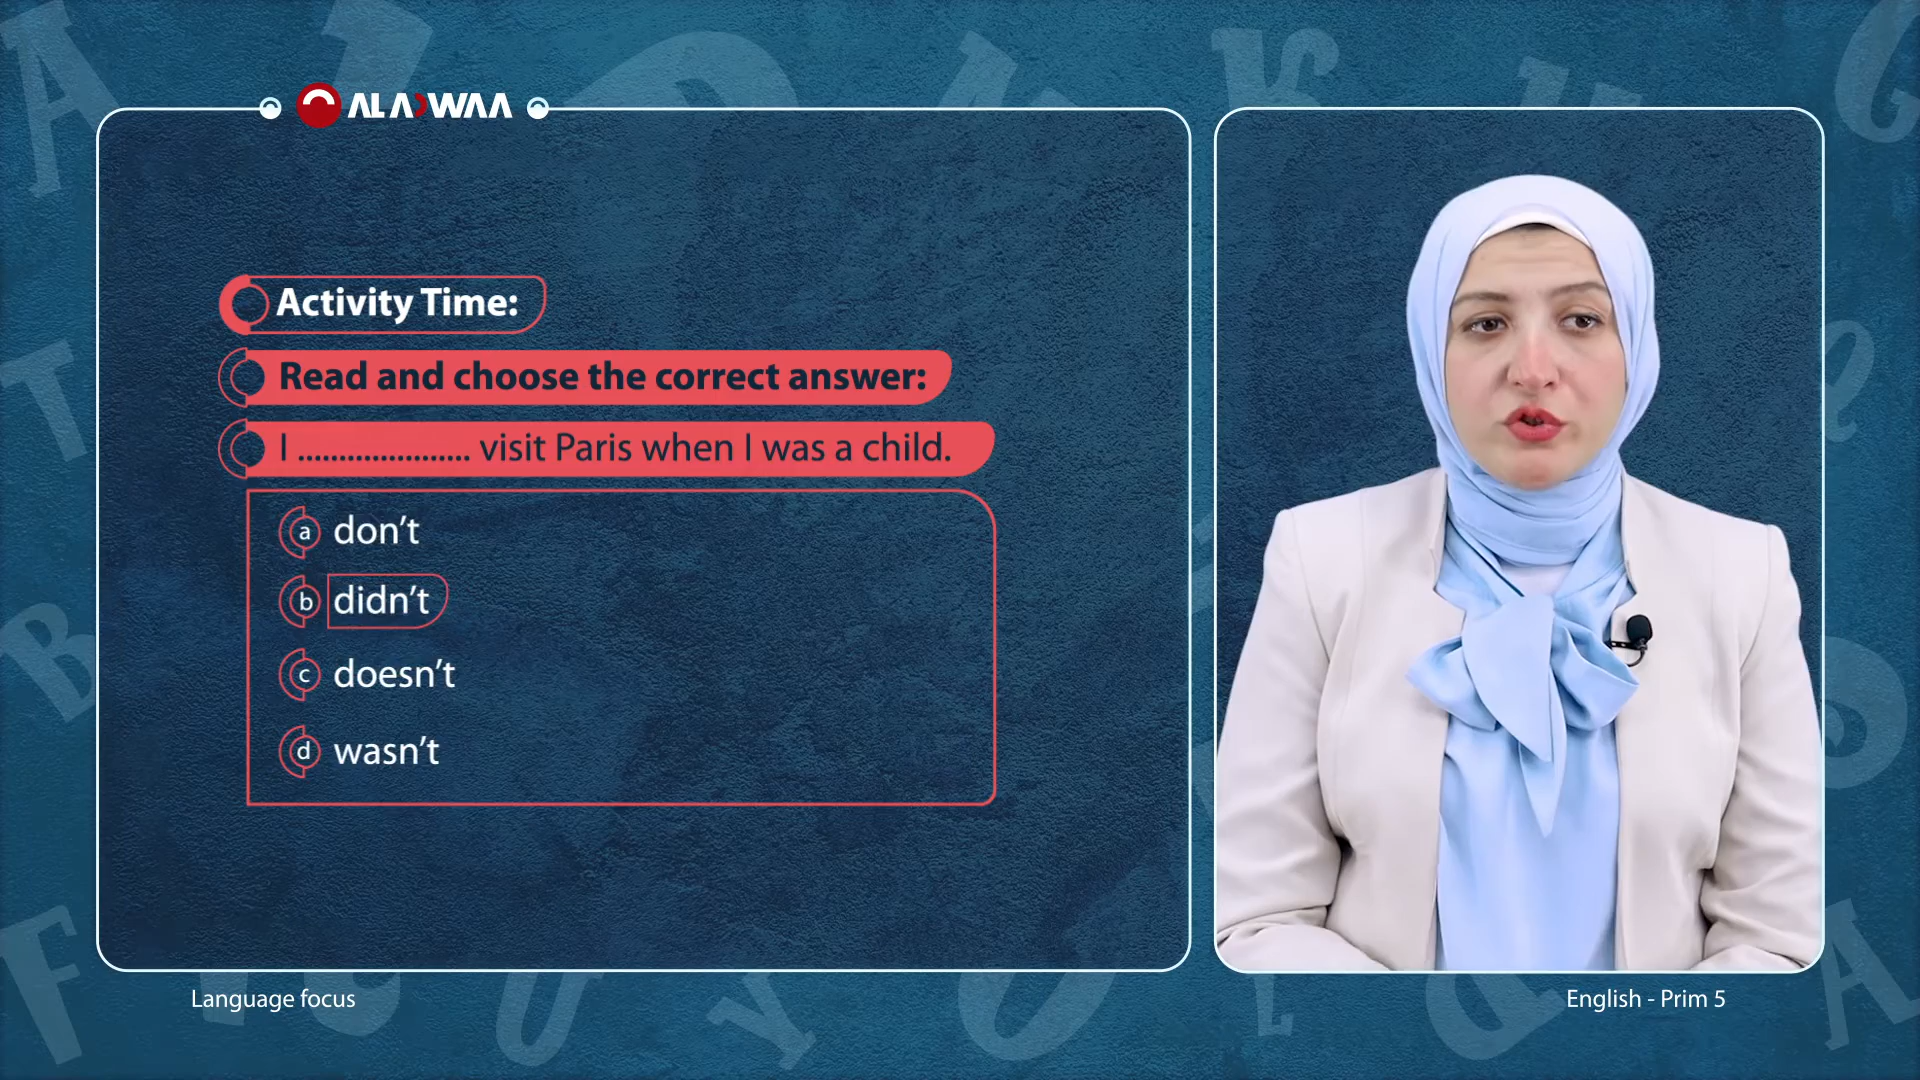 ALADWAA
Activity Time:
Read and choose the correct answer:
I ..................... visit Paris when I was a child.
a don’t
b didn’t
c doesn’t
d wasn’t
Language focus
English - Prim 5